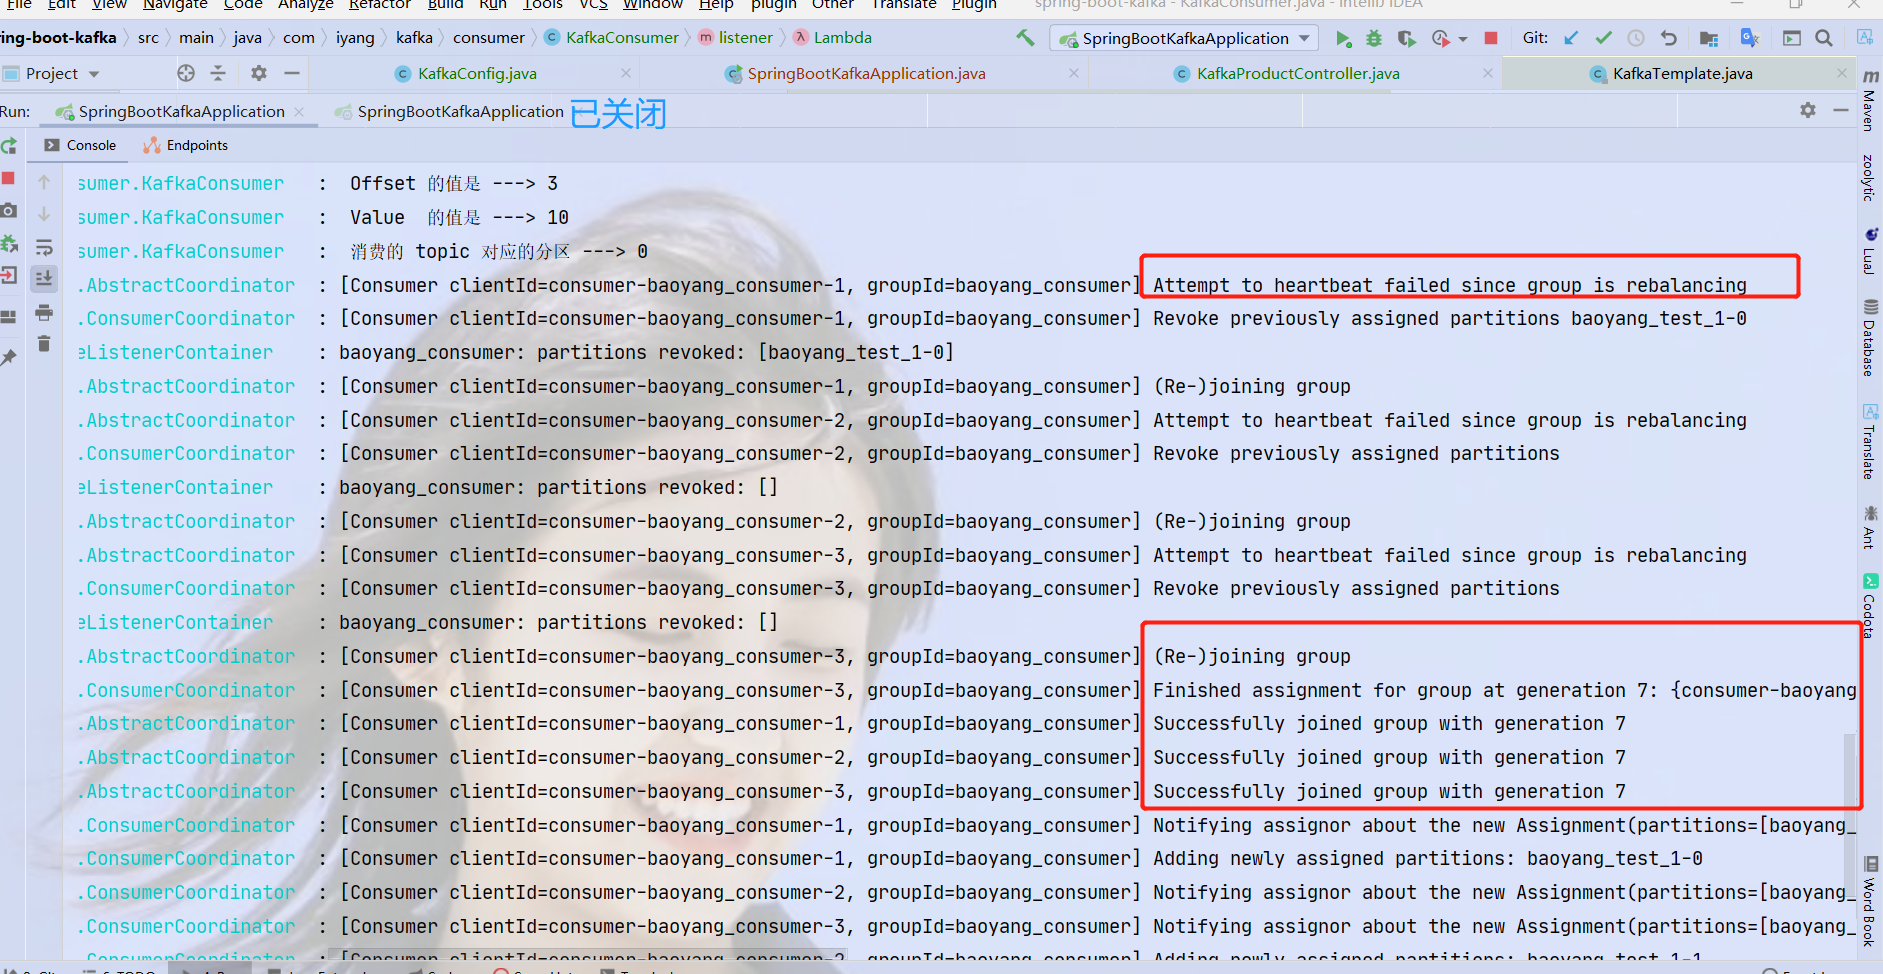 File Edit View Navigate Code Analyze Refactor Build Run Tools VCS Window Help plugin Other Translate Plugin spring-boot-kafka - KafkaConsumer.java - IntelliJ IDEA
ring-boot-kafka src main java com iyang kafka consumer KafkaConsumer listener Lambda SpringBootKafkaApplication Git:
Project KafkaConfig.java SpringBootKafkaApplication.java KafkaProductController.java KafkaTemplate.java
Run: SpringBootKafkaApplication SpringBootKafkaApplication 已关闭
Console Endpoints
sumer.KafkaConsumer : Offset 的值是 ---> 3
sumer.KafkaConsumer : Value 的值是 ---> 10
sumer.KafkaConsumer : 消费的 topic 对应的分区 ---> 0
.AbstractCoordinator : [Consumer clientId=consumer-baoyang_consumer-1, groupId=baoyang_consumer] Attempt to heartbeat failed since group is rebalancing
.ConsumerCoordinator : [Consumer clientId=consumer-baoyang_consumer-1, groupId=baoyang_consumer] Revoke previously assigned partitions baoyang_test_1-0
eListenerContainer : baoyang_consumer: partitions revoked: [baoyang_test_1-0]
.AbstractCoordinator : [Consumer clientId=consumer-baoyang_consumer-1, groupId=baoyang_consumer] (Re-)joining group
.AbstractCoordinator : [Consumer clientId=consumer-baoyang_consumer-2, groupId=baoyang_consumer] Attempt to heartbeat failed since group is rebalancing
.ConsumerCoordinator : [Consumer clientId=consumer-baoyang_consumer-2, groupId=baoyang_consumer] Revoke previously assigned partitions
eListenerContainer : baoyang_consumer: partitions revoked: []
.AbstractCoordinator : [Consumer clientId=consumer-baoyang_consumer-2, groupId=baoyang_consumer] (Re-)joining group
.AbstractCoordinator : [Consumer clientId=consumer-baoyang_consumer-3, groupId=baoyang_consumer] Attempt to heartbeat failed since group is rebalancing
.ConsumerCoordinator : [Consumer clientId=consumer-baoyang_consumer-3, groupId=baoyang_consumer] Revoke previously assigned partitions
eListenerContainer : baoyang_consumer: partitions revoked: []
.AbstractCoordinator : [Consumer clientId=consumer-baoyang_consumer-3, groupId=baoyang_consumer] (Re-)joining group
.ConsumerCoordinator : [Consumer clientId=consumer-baoyang_consumer-3, groupId=baoyang_consumer] Finished assignment for group at generation 7: {consumer-baoyang
.AbstractCoordinator : [Consumer clientId=consumer-baoyang_consumer-1, groupId=baoyang_consumer] Successfully joined group with generation 7
.AbstractCoordinator : [Consumer clientId=consumer-baoyang_consumer-2, groupId=baoyang_consumer] Successfully joined group with generation 7
.AbstractCoordinator : [Consumer clientId=consumer-baoyang_consumer-3, groupId=baoyang_consumer] Successfully joined group with generation 7
.ConsumerCoordinator : [Consumer clientId=consumer-baoyang_consumer-1, groupId=baoyang_consumer] Notifying assignor about the new Assignment(partitions=[baoyang_
.ConsumerCoordinator : [Consumer clientId=consumer-baoyang_consumer-1, groupId=baoyang_consumer] Adding newly assigned partitions: baoyang_test_1-0
.ConsumerCoordinator : [Consumer clientId=consumer-baoyang_consumer-2, groupId=baoyang_consumer] Notifying assignor about the new Assignment(partitions=[baoyang_
.ConsumerCoordinator : [Consumer clientId=consumer-baoyang_consumer-3, groupId=baoyang_consumer] Notifying assignor about the new Assignment(partitions=[baoyang_
.ConsumerCoordinator : [Consumer clientId=consumer-baoyang_consumer-2, groupId=baoyang_consumer] Adding newly assigned partitions: baoyang_test_1-1
Maven
zoolytic
LuaJ
Database
Translate
Ant
Codota
Word Book